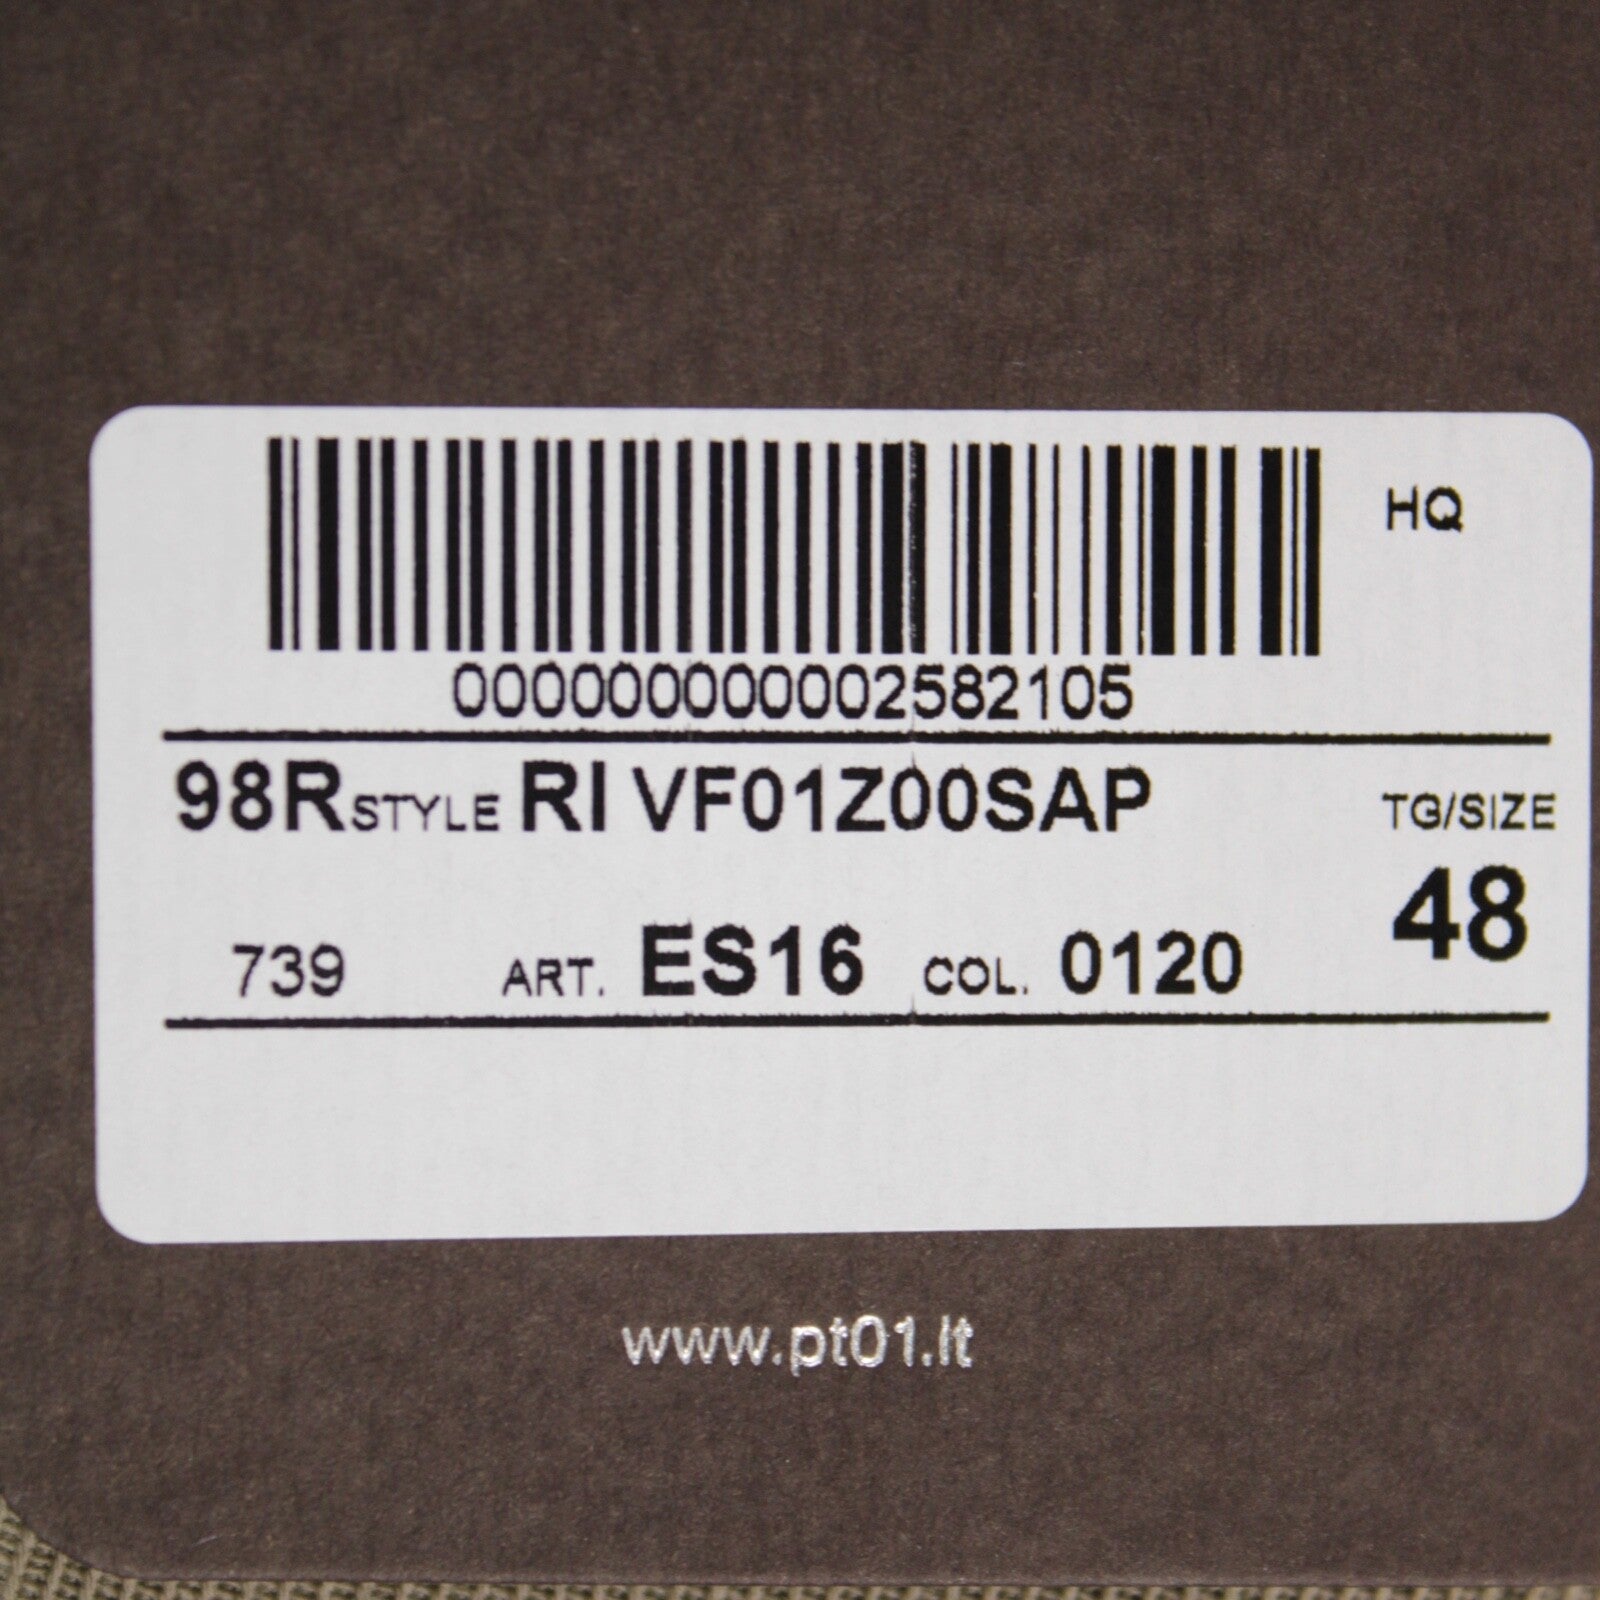 HQ
0000000000002582105
98R STYLE RI VF01Z00SAP TG/SIZE
48
739 ART. ES16 COL. 0120
www.pt01.it